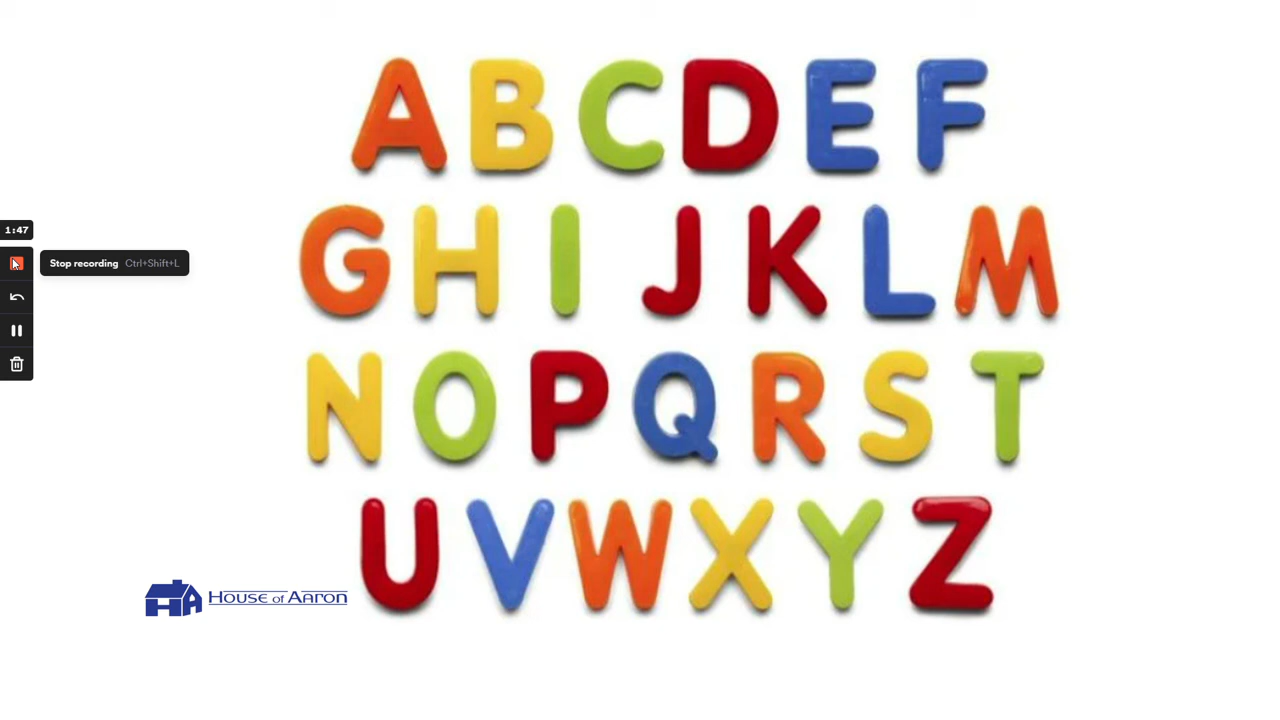 A B C D E F
1:47
G H I J K L M
Stop recording Ctrl+Shift+L
N O P Q R S T
U V W X Y Z
HA House of Aaron